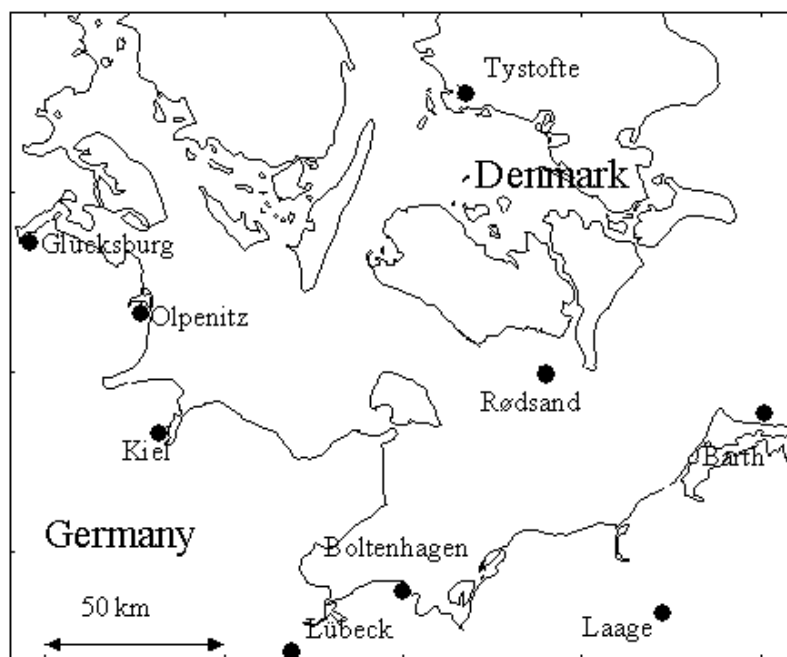 Tystofte
Denmark
Glücksburg
Olpenitz
Rødsand
Kiel
Barth
Germany
Boltenhagen
50 km
Lübeck
Laage